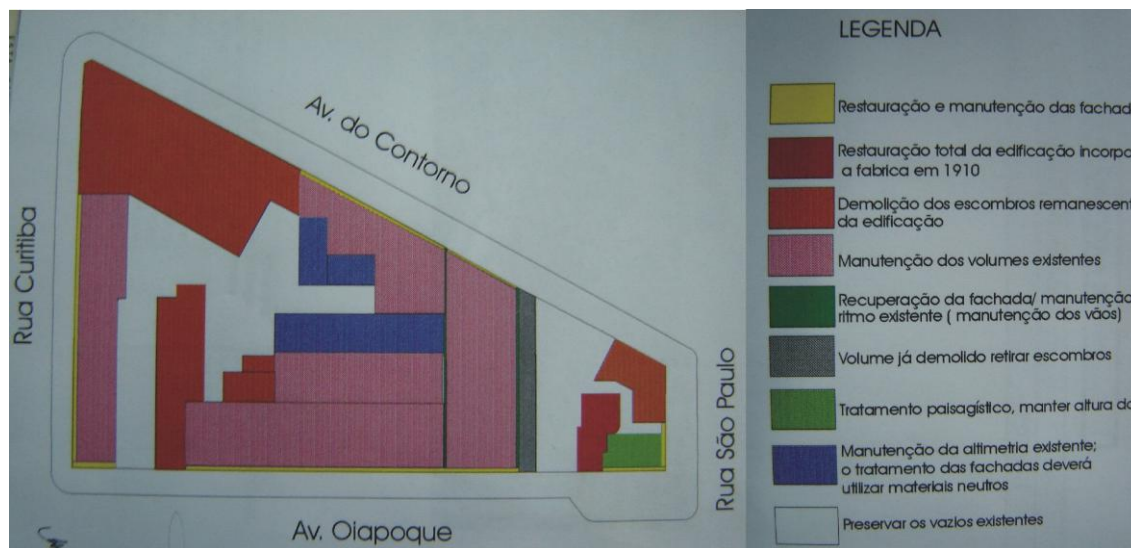 Av. do Contorno
Rua Curitiba
Rua São Paulo
Av. Oiapoque
LEGENDA
Restauração e manutenção das fachad
Restauração total da edificação incorpo
a fabrica em 1910
Demolição dos escombros remanescent
da edificação
Manutenção dos volumes existentes
Recuperação da fachada/ manutenção
ritmo existente ( manutenção dos vãos)
Volume já demolido retirar escombros
Tratamento paisagístico, manter altura do
Manutenção da altimetria existente;
o tratamento das fachadas deverá
utilizar materiais neutros
Preservar os vazios existentes